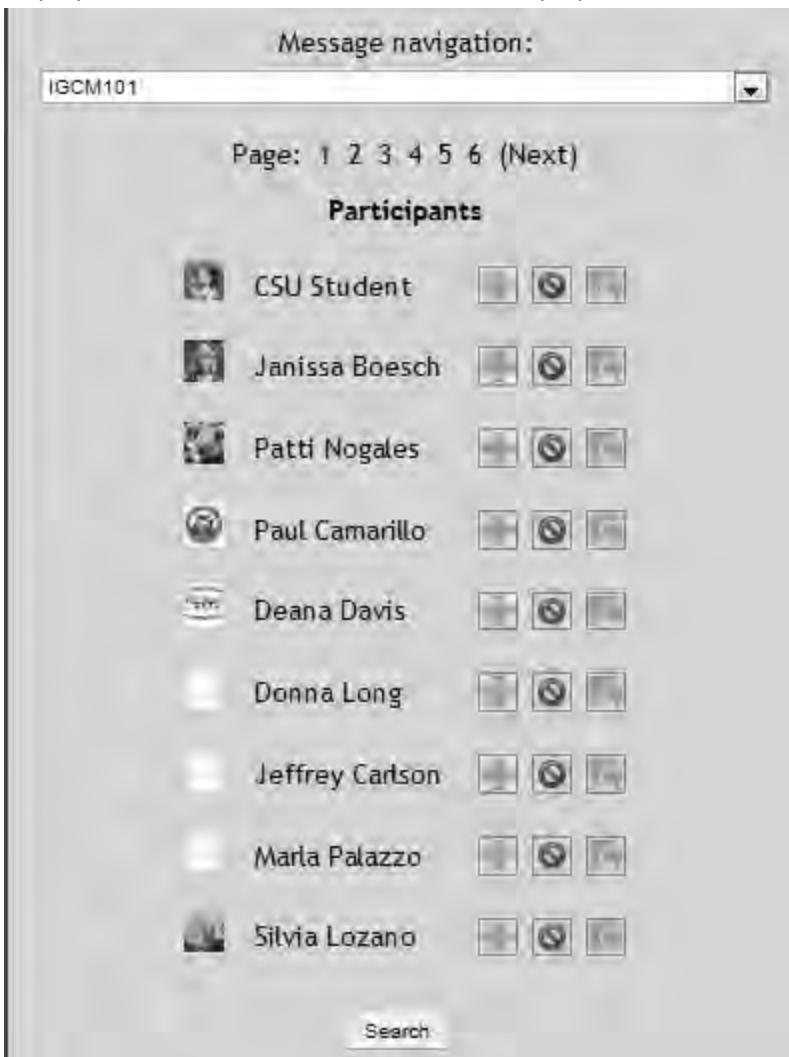 Message navigation:
IGCM101
Page: 1 2 3 4 5 6 (Next)
Participants
CSU Student
Janissa Boesch
Patti Nogales
Paul Camarillo
Deana Davis
Donna Long
Jeffrey Carlson
Marla Palazzo
Silvia Lozano
Search